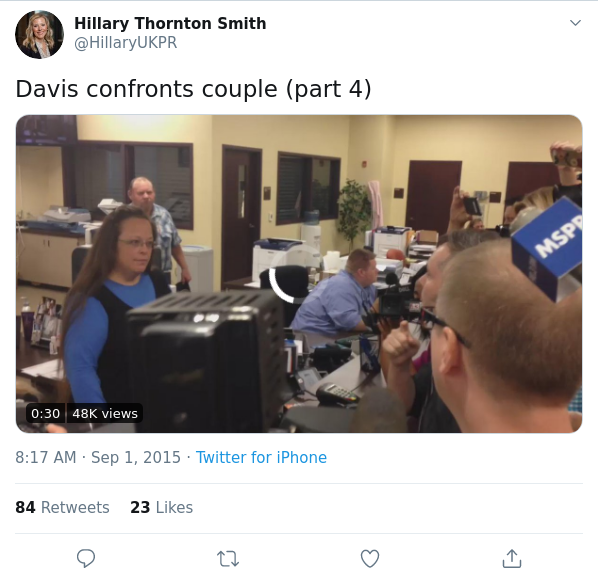 Hillary Thornton Smith
@HillaryUKPR
Davis confronts couple (part 4)
MSPR
0:30 48K views
8:17 AM · Sep 1, 2015 · Twitter for iPhone
84 Retweets 23 Likes